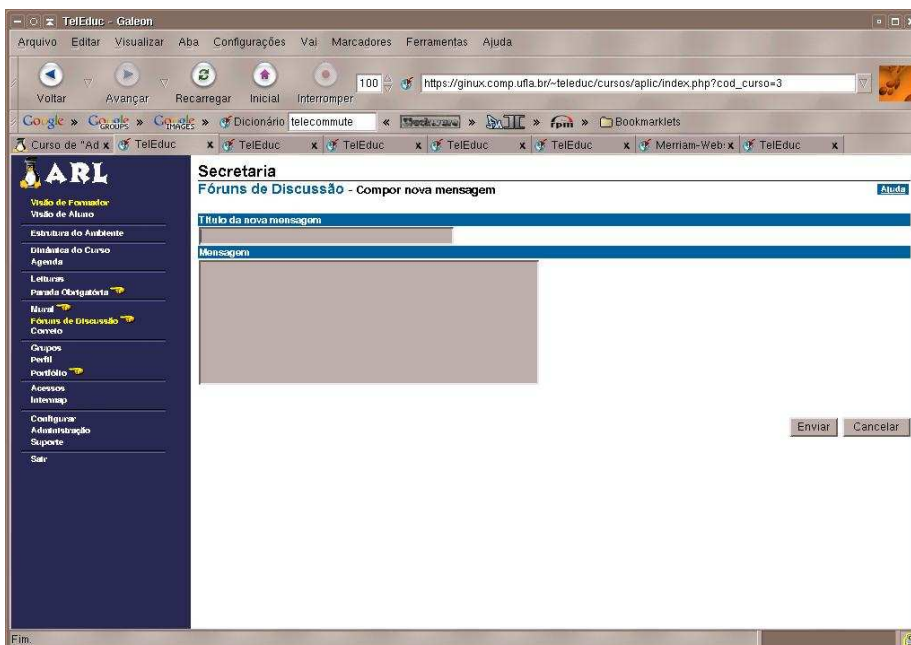 TelEduc - Galeon
Arquivo Editar Visualizar Aba Configurações Vai Marcadores Ferramentas Ajuda
Voltar Avançar Recarregar Inicial Interromper 100 https://ginux.comp.ufla.br/~teleduc/cursos/aplic/index.php?cod_curso=3
Google » GROUPS » IMAGES » Dicionário telecommute « » » rpm » Bookmarklets
Curso de "Ad x TelEduc x TelEduc x TelEduc x TelEduc x TelEduc x Merriam-Web: x TelEduc x
ARL
Visão de Formador
Visão de Aluno
Estrutura do Ambiente
Dinâmica do Curso
Agenda
Leituras
Parada Obrigatória
Mural
Fóruns de Discussão
Correio
Grupos
Perfil
Portfólio
Acessos
Intermap
Configurar
Administração
Suporte
Sair
Secretaria
Fóruns de Discussão - Compor nova mensagem
Ajuda
Título da nova mensagem
Mensagem
Enviar Cancelar
Fim.